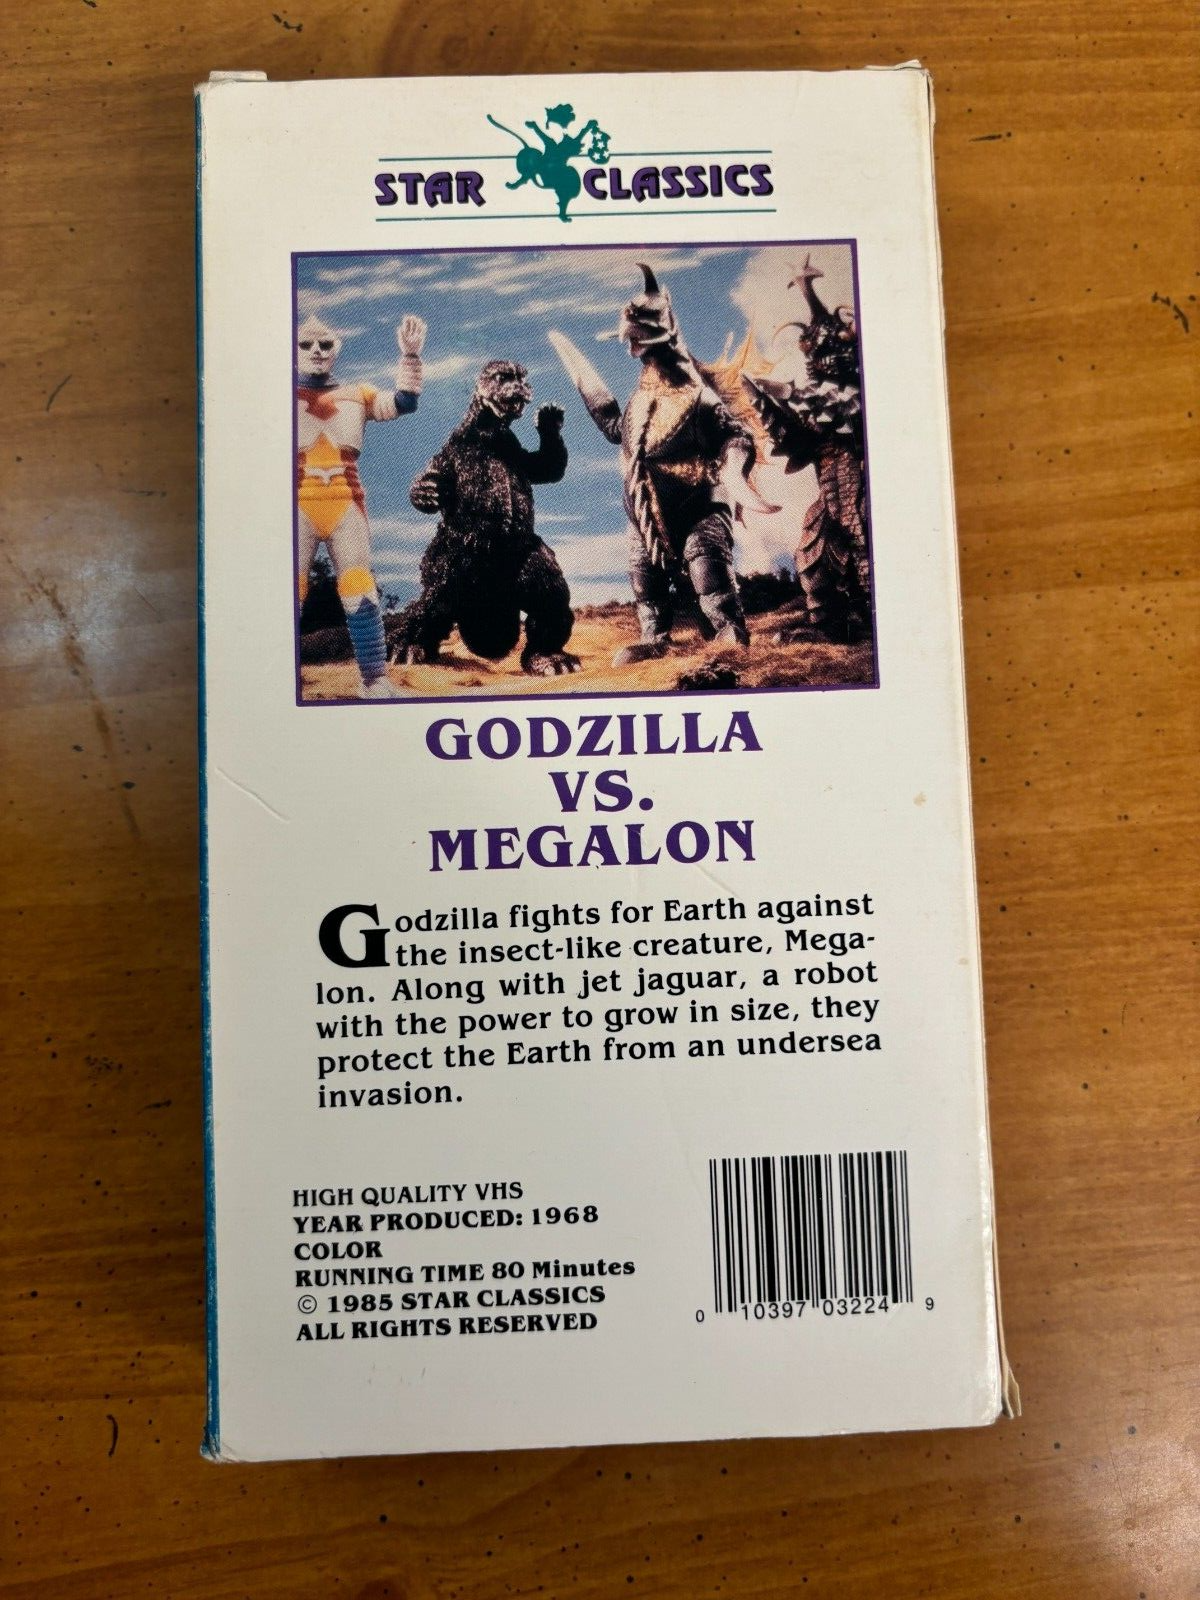 STAR CLASSICS
GODZILLA
VS.
MEGALON
Godzilla fights for Earth against
the insect-like creature, Mega-
lon. Along with jet jaguar, a robot
with the power to grow in size, they
protect the Earth from an undersea
invasion.
HIGH QUALITY VHS
YEAR PRODUCED: 1968
COLOR
RUNNING TIME 80 Minutes
© 1985 STAR CLASSICS
ALL RIGHTS RESERVED
0 10397 03224 9